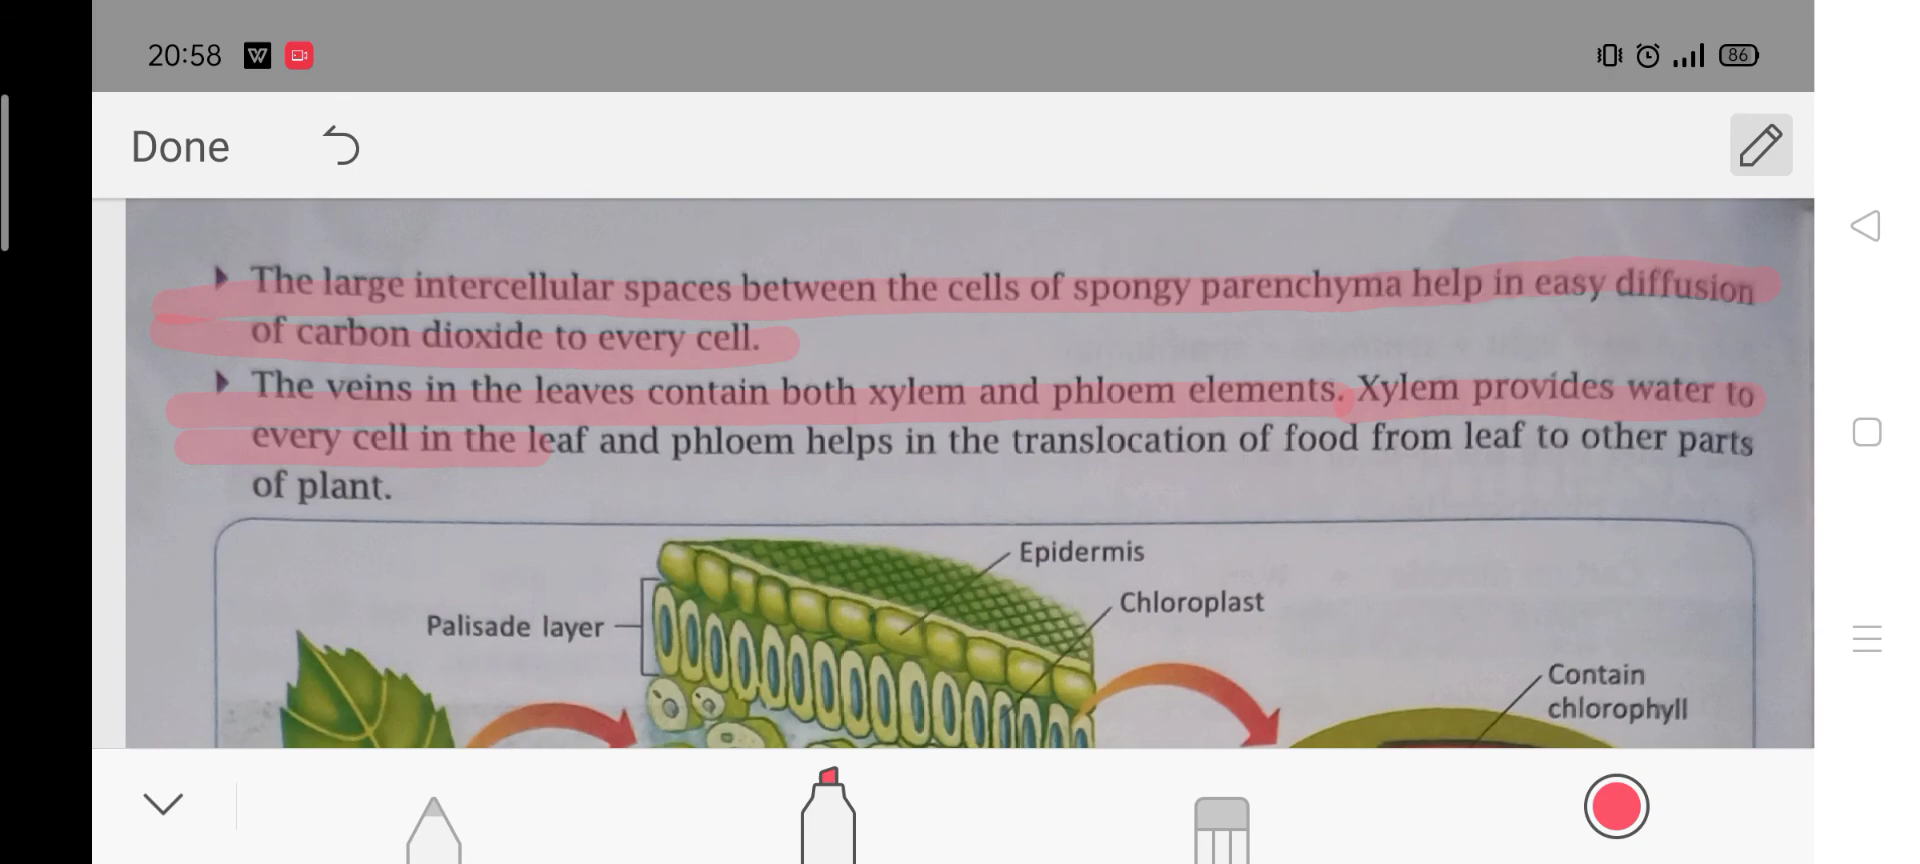 20:58
86
Done
The large intercellular spaces between the cells of spongy parenchyma help in easy diffusion
of carbon dioxide to every cell.
The veins in the leaves contain both xylem and phloem elements. Xylem provides water to
every cell in the leaf and phloem helps in the translocation of food from leaf to other parts
of plant.
Epidermis
Chloroplast
Palisade layer
Contain
chlorophyll